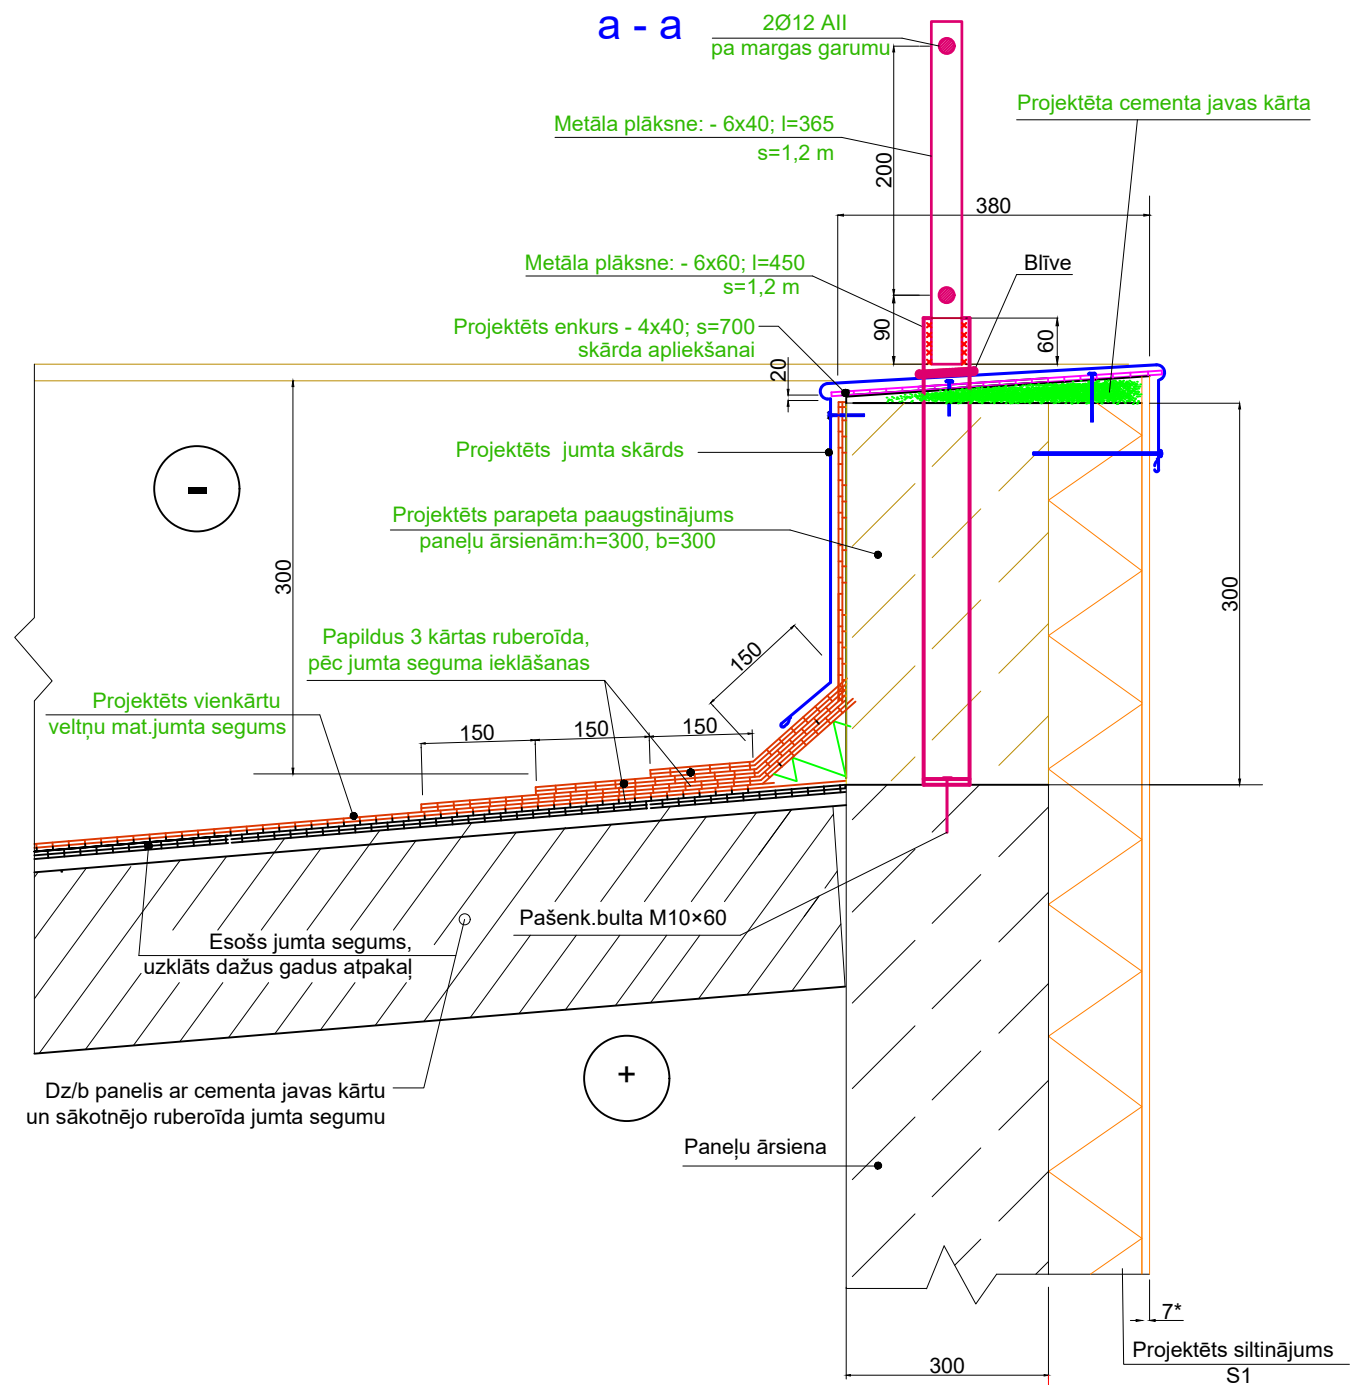 a - a
2Ø12 AII
pa margas garumu
Projektēta cementa javas kārta
Metāla plāksne: - 6x40; l=365
s=1,2 m
200
380
Metāla plāksne: - 6x60; l=450
s=1,2 m
Blīve
Projektēts enkurs - 4x40; s=700
skārda apliekšanai
90
60
20
Projektēts jumta skārds
-
Projektēts parapeta paaugstinājums
paneļu ārsienām:h=300, b=300
300
300
Papildus 3 kārtas ruberoīda,
pēc jumta seguma ieklāšanas
150
Projektēts vienkārtu
veltņu mat.jumta segums
150
150
150
Pašenk.bulta M10×60
Esošs jumta segums,
uzklāts dažus gadus atpakaļ
+
Dz/b panelis ar cementa javas kārtu
un sākotnējo ruberoīda jumta segumu
Paneļu ārsiena
7*
Projektēts siltinājums
S1
300